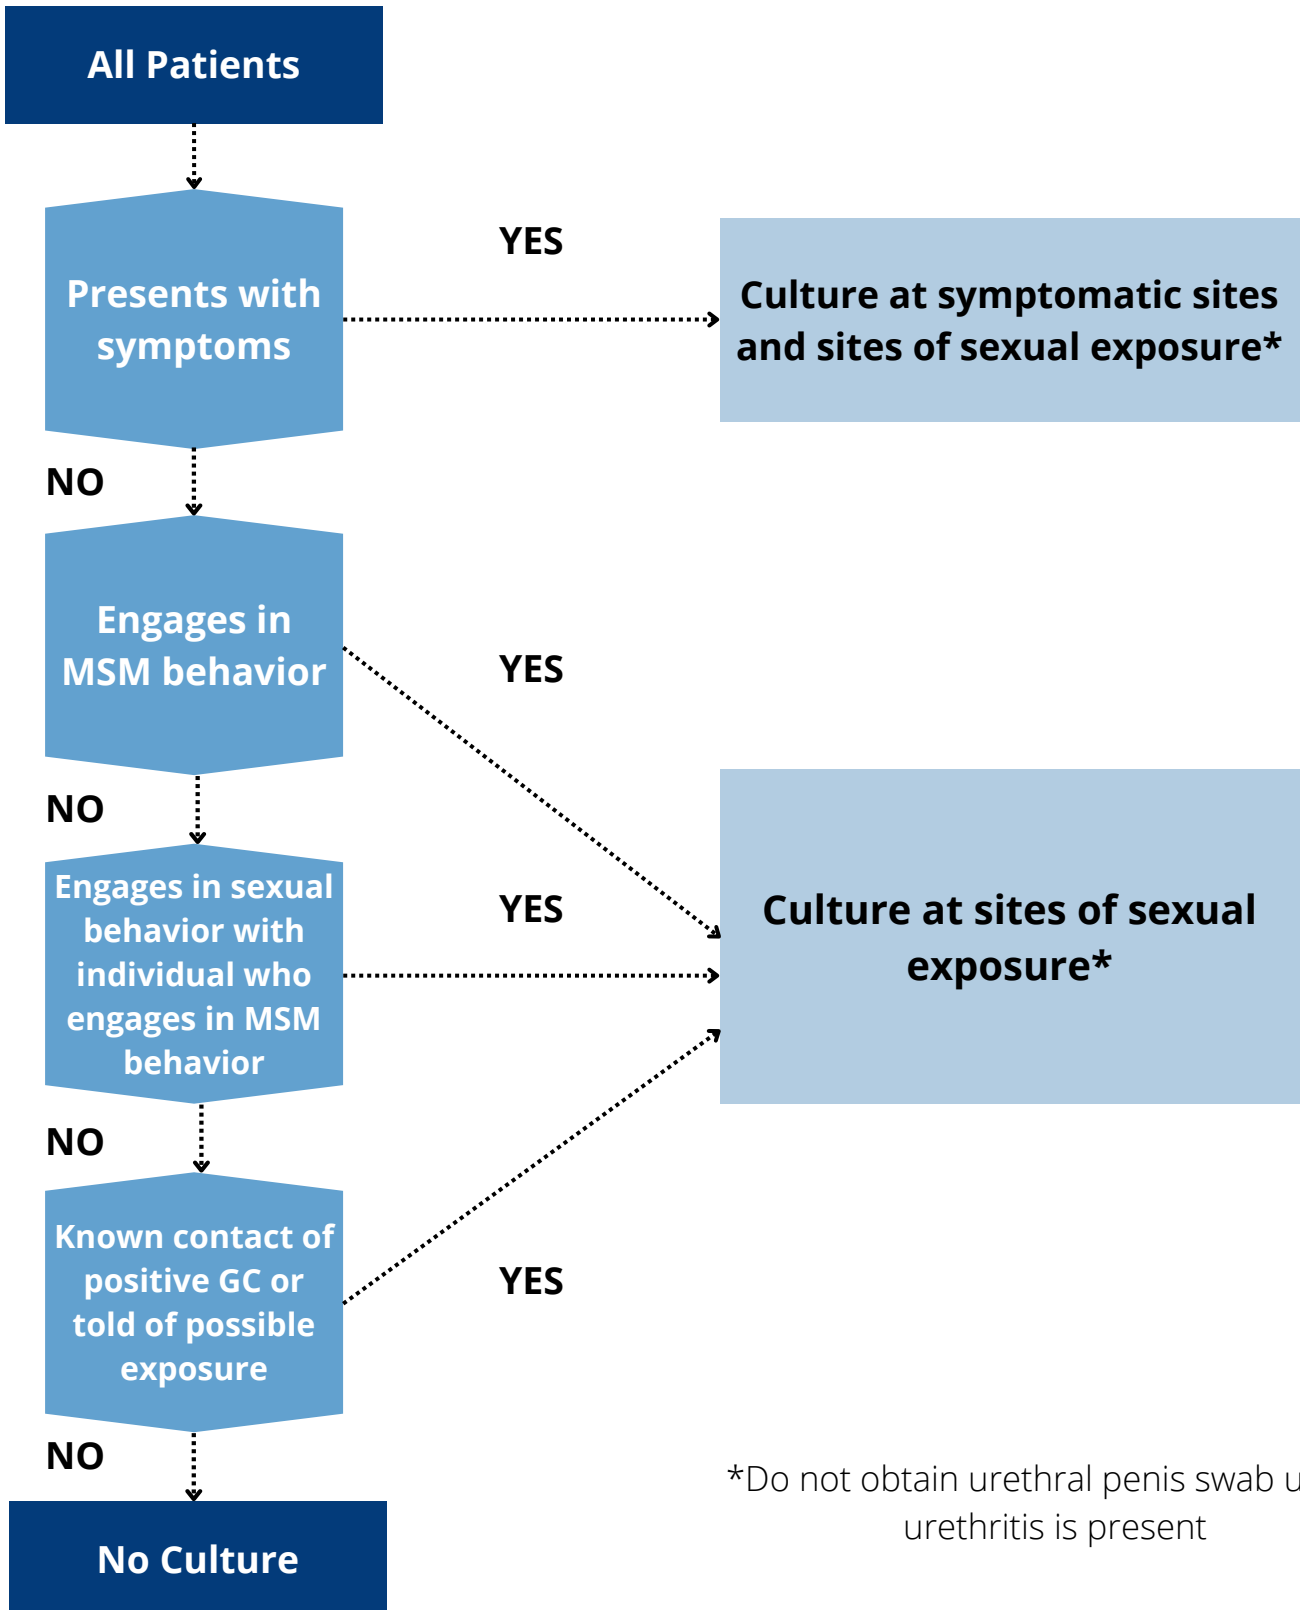 All Patients
Presents with
symptoms
YES
Culture at symptomatic sites
and sites of sexual exposure*
NO
Engages in
MSM behavior
YES
NO
Engages in sexual
behavior with
individual who
engages in MSM
behavior
YES
Culture at sites of sexual
exposure*
NO
Known contact of
positive GC or
told of possible
exposure
YES
NO
No Culture
*Do not obtain urethral penis swab
urethritis is present